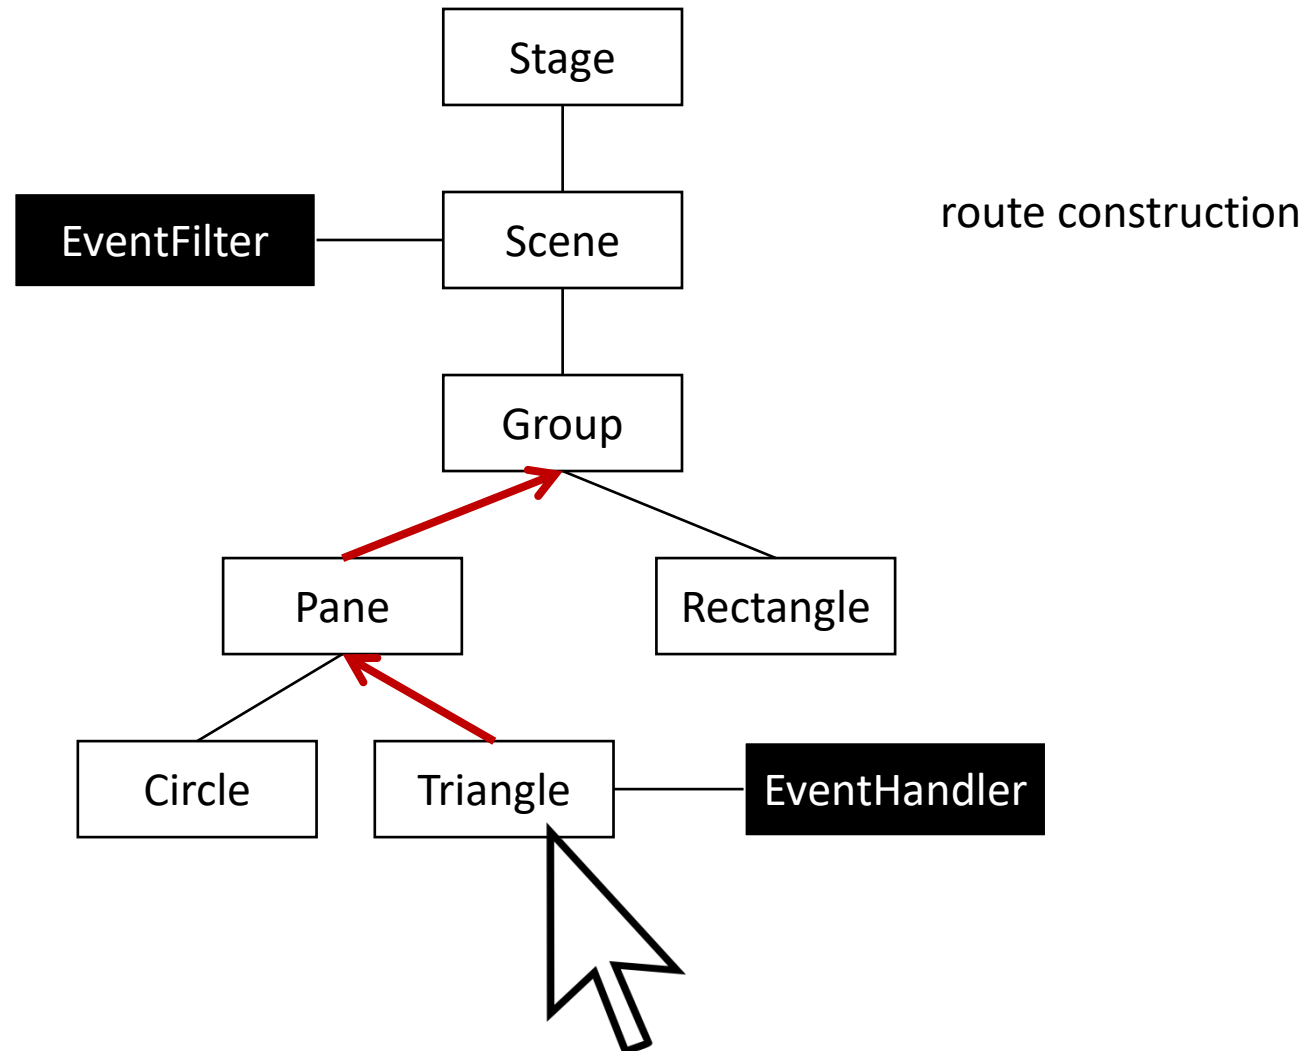 Stage
EventFilter
Scene
route construction
Group
Pane
Rectangle
Circle
Triangle
EventHandler